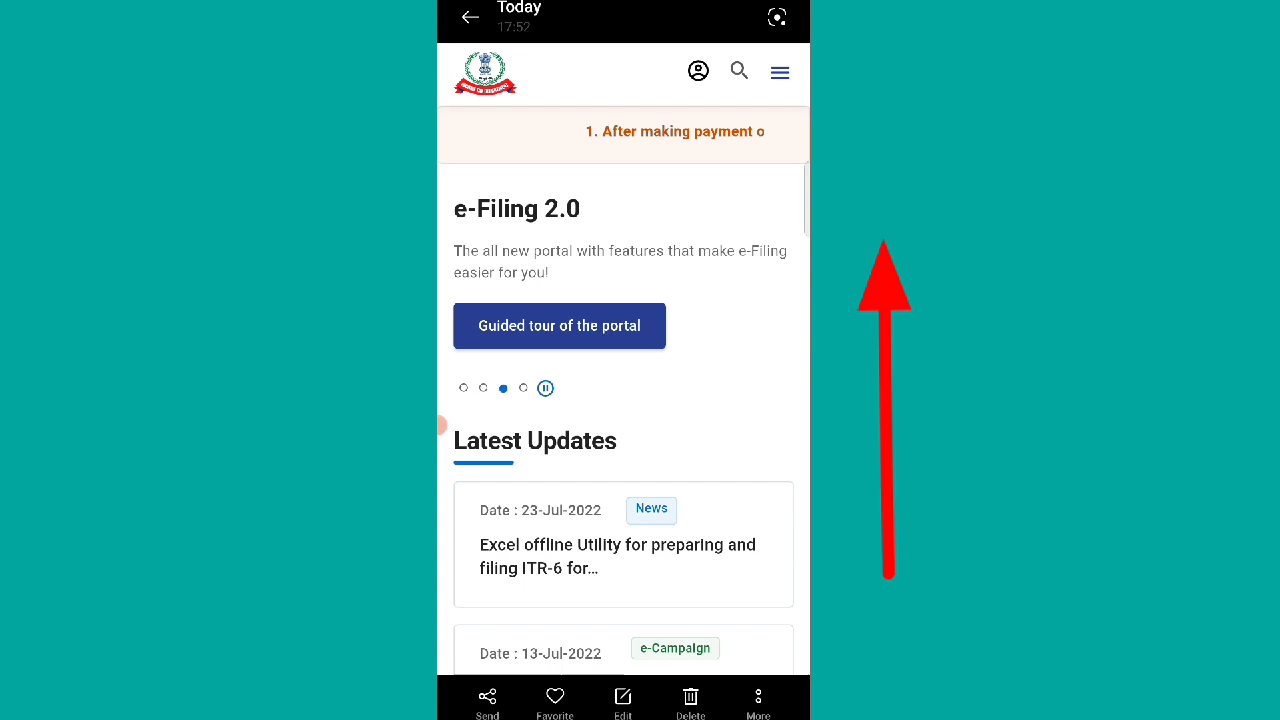 Today
17:52
1. After making payment o
e-Filing 2.0
The all new portal with features that make e-Filing
easier for you!
Guided tour of the portal
Latest Updates
Date : 23-Jul-2022 News
Excel offline Utility for preparing and
filing ITR-6 for...
Date : 13-Jul-2022 e-Campaign
Send Favorite Edit Delete More